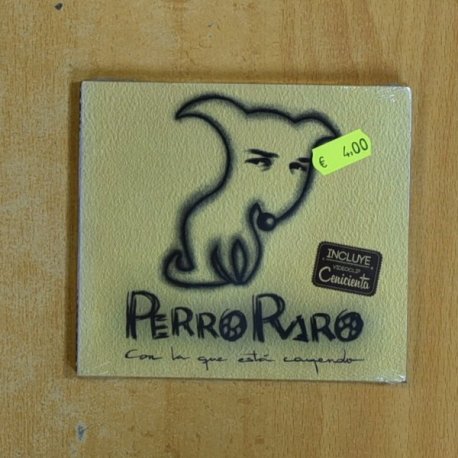 € 4.00
INCLUYE
VIDEOCLIP
Cenicienta
PERRO RARO
Con la que está cayendo